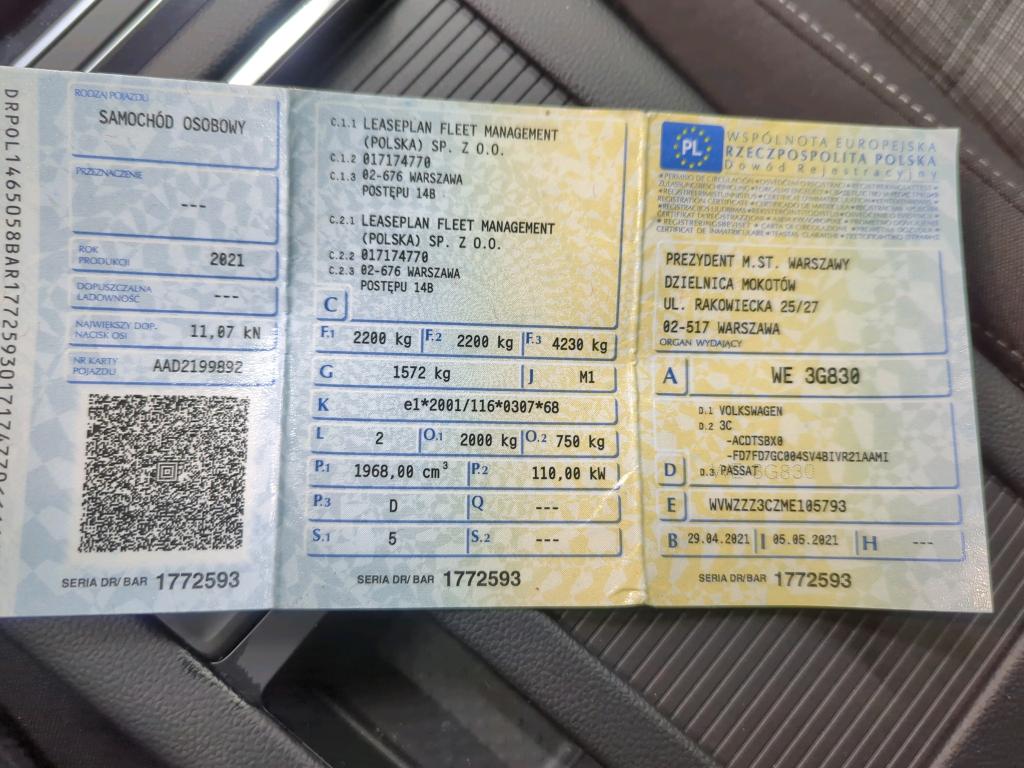 DRPOL1465058BAR1772593017174770
RODZAJ POJAZDU
SAMOCHÓD OSOBOWY
PRZEZNACZENIE
---
ROK PRODUKCJI 2021
DOPUSZCZALNA ŁADOWNOŚĆ ---
NAJWIĘKSZY DOP. NACISK OSI 11,07 kN
NR KARTY POJAZDU AAD2199892
SERIA DR/BAR 1772593
C.1.1 LEASEPLAN FLEET MANAGEMENT
(POLSKA) SP. Z O.O.
C.1.2 017174770
C.1.3 02-676 WARSZAWA
POSTĘPU 14B
C.2.1 LEASEPLAN FLEET MANAGEMENT
(POLSKA) SP. Z O.O.
C.2.2 017174770
C.2.3 02-676 WARSZAWA
POSTĘPU 14B
C
F.1 2200 kg F.2 2200 kg F.3 4230 kg
G 1572 kg J M1
K e1*2001/116*0307*68
L 2 O.1 2000 kg O.2 750 kg
P.1 1968,00 cm³ P.2 110,00 kW
P.3 D Q ---
S.1 5 S.2 ---
SERIA DR/BAR 1772593
PL
WSPÓLNOTA EUROPEJSKA
RZECZPOSPOLITA POLSKA
Dowód Rejestracyjny
PREZYDENT M.ST. WARSZAWY
DZIELNICA MOKOTÓW
UL. RAKOWIECKA 25/27
02-517 WARSZAWA
ORGAN WYDAJĄCY
A WE 3G830
D.1 VOLKSWAGEN
D.2 3C
-ACDTSBX0
-FD7FD7GC004SV4BIVR21AAMI
D D.3 PASSAT
E WVWZZZ3CZME105793
B 29.04.2021 I 05.05.2021 H ---
SERIA DR/BAR 1772593